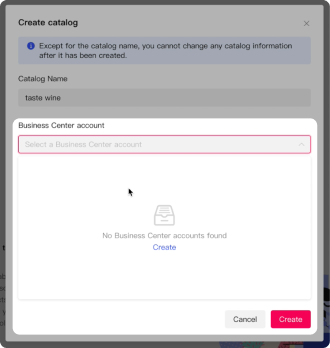 Create catalog
Except for the catalog name, you cannot change any catalog information
after it has been created.
Catalog Name
taste wine
Business Center account
Select a Business Center account
No Business Center accounts found
Create
Cancel
Create